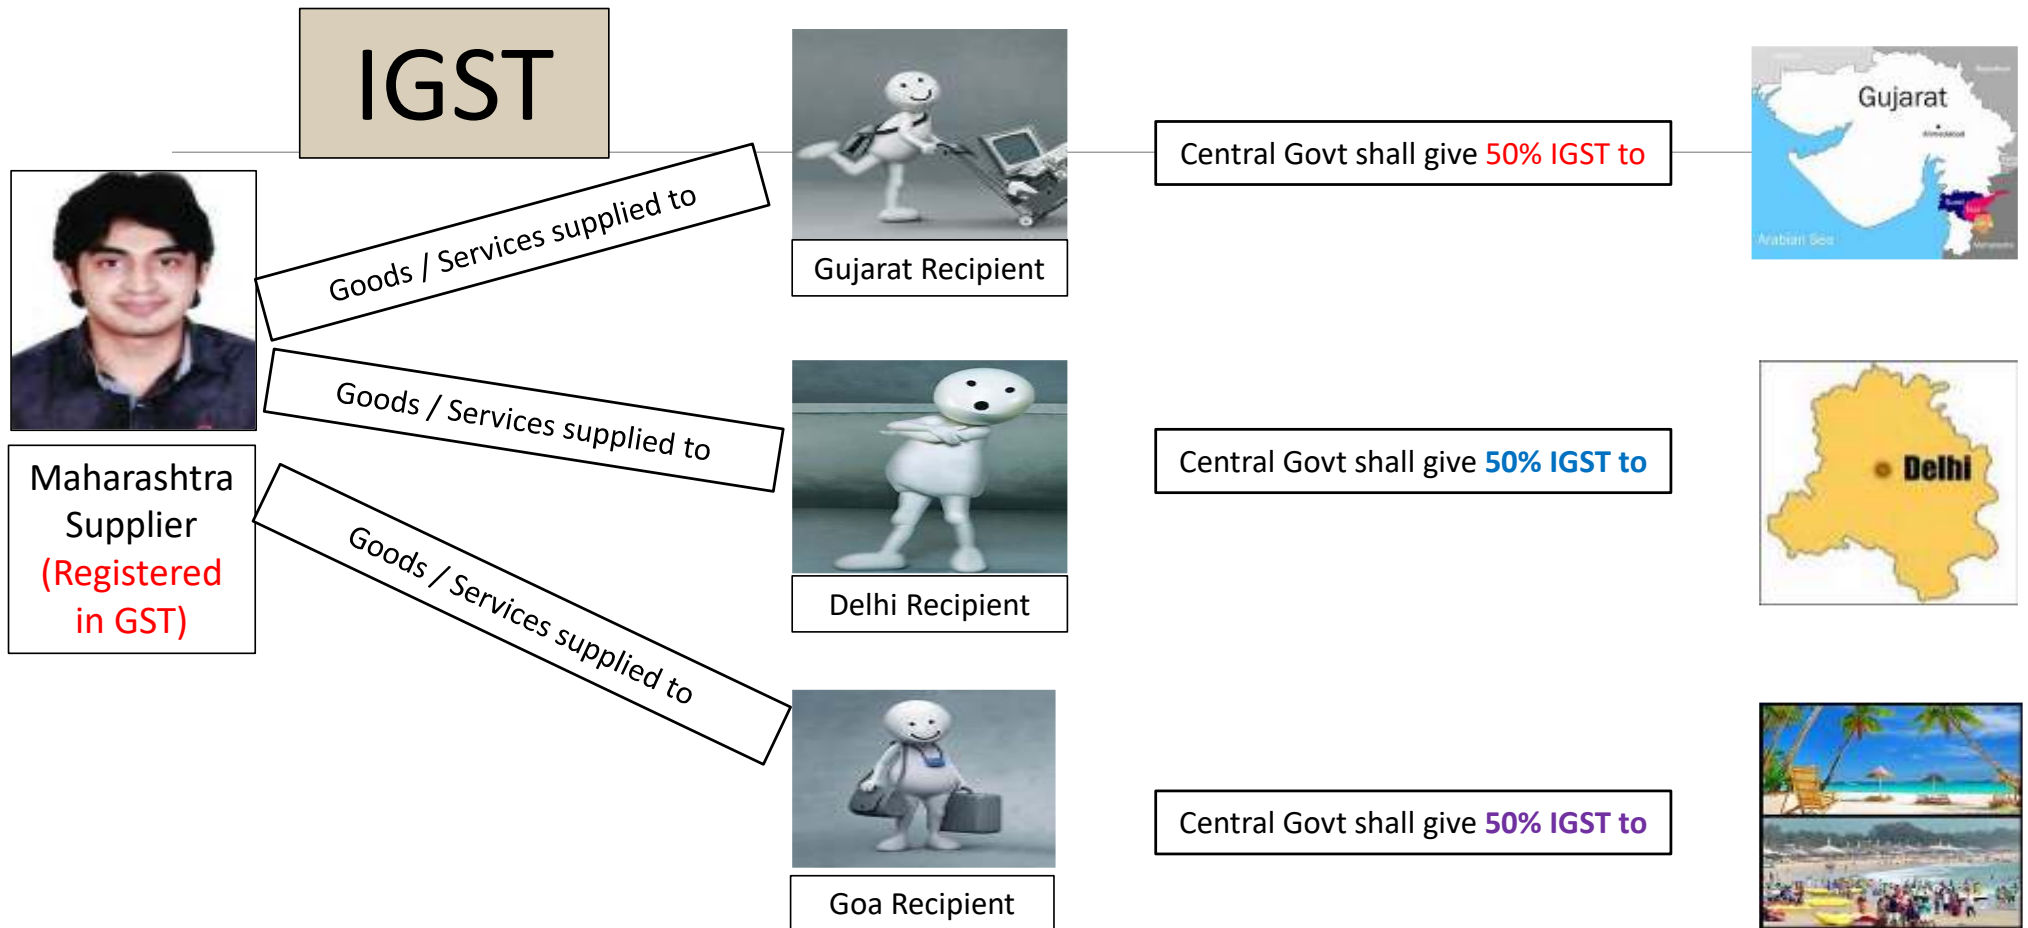 IGST
Goods / Services supplied to
Gujarat Recipient
Central Govt shall give 50% IGST to
Gujarat
Ahmedabad
Arabian Sea
Maharashtra
Supplier
(Registered
in GST)
Goods / Services supplied to
Delhi Recipient
Central Govt shall give 50% IGST to
Delhi
Goods / Services supplied to
Goa Recipient
Central Govt shall give 50% IGST to